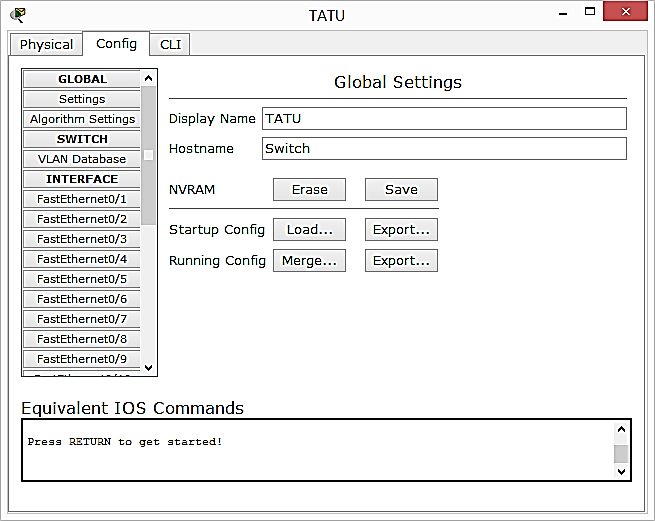 TATU
Physical
Config
CLI
GLOBAL
Settings
Algorithm Settings
SWITCH
VLAN Database
INTERFACE
FastEthernet0/1
FastEthernet0/2
FastEthernet0/3
FastEthernet0/4
FastEthernet0/5
FastEthernet0/6
FastEthernet0/7
FastEthernet0/8
FastEthernet0/9
Global Settings
Display Name TATU
Hostname Switch
NVRAM Erase Save
Startup Config Load... Export...
Running Config Merge... Export...
Equivalent IOS Commands
Press RETURN to get started!